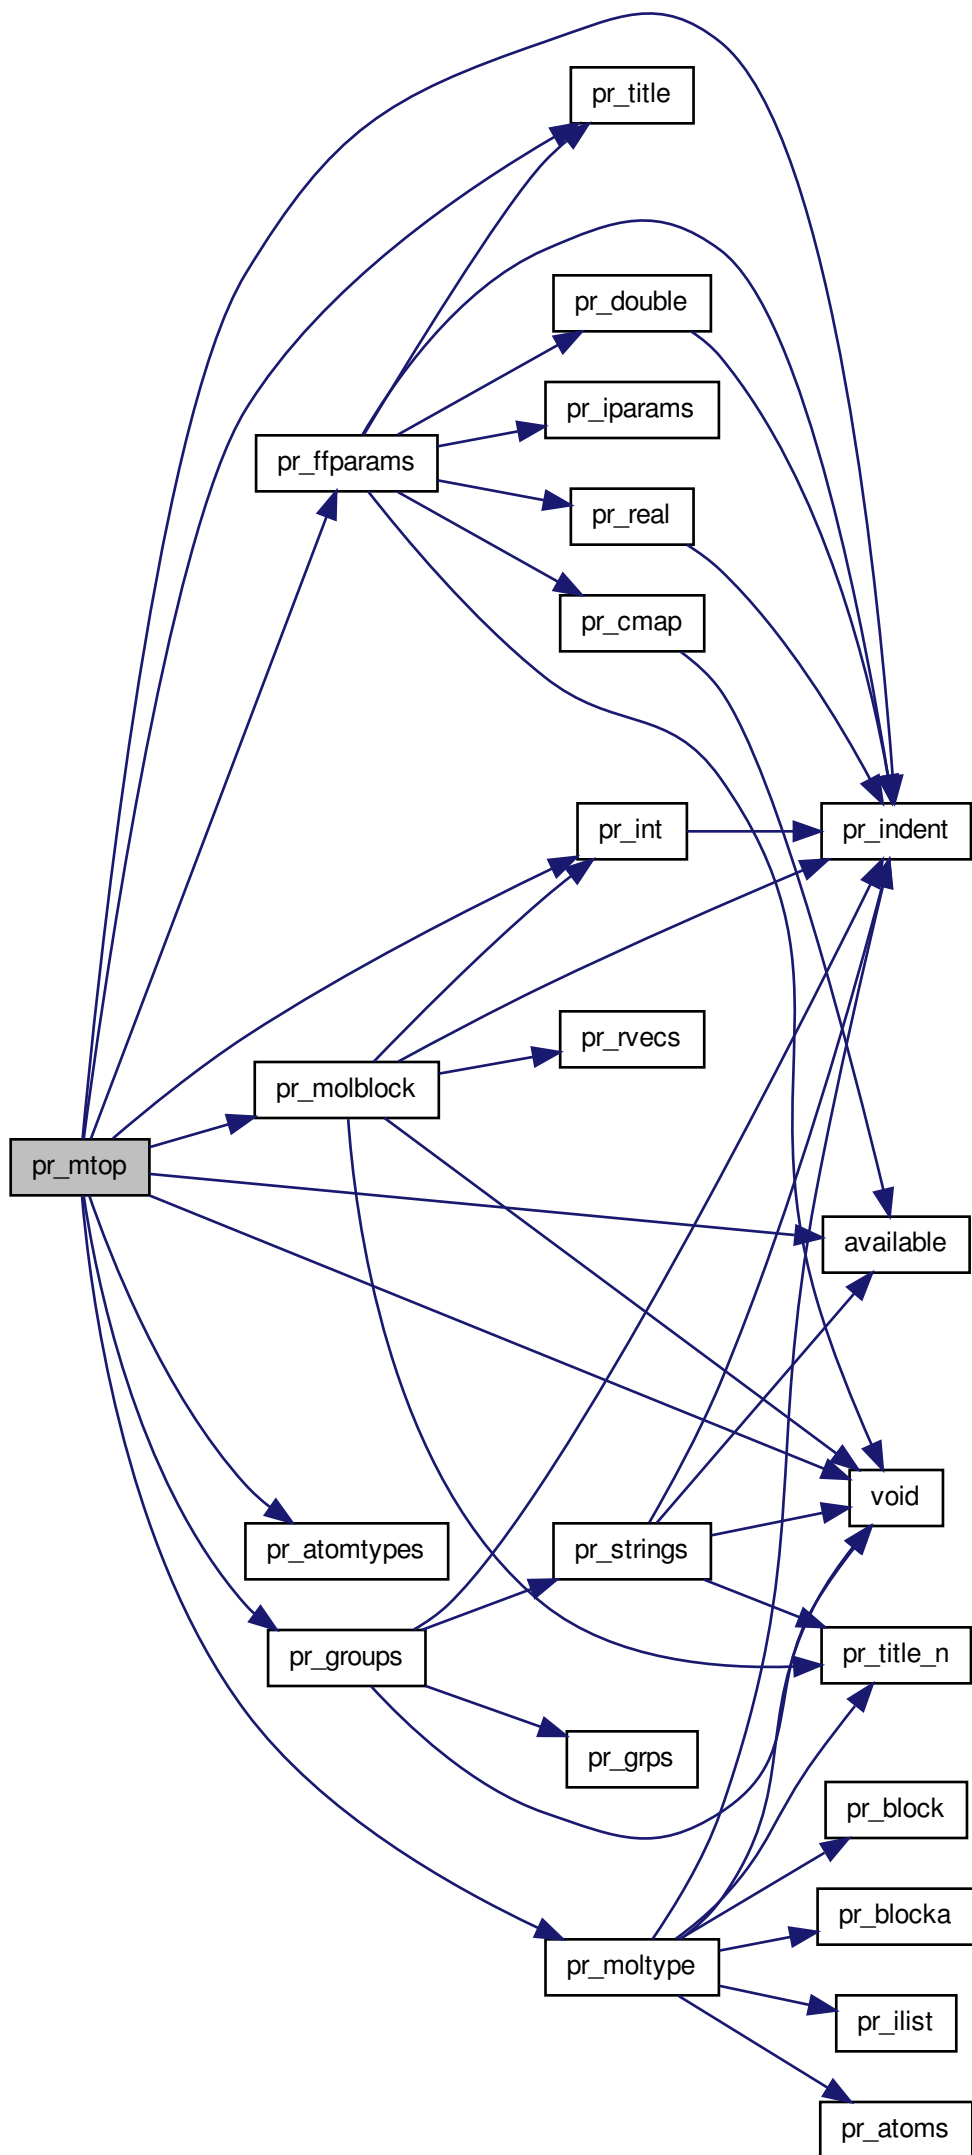 pr_title
pr_double
pr_iparams
pr_ffparams
pr_real
pr_cmap
pr_int
pr_indent
pr_rvecs
pr_molblock
pr_mtop
available
void
pr_atomtypes
pr_strings
pr_groups
pr_title_n
pr_grps
pr_block
pr_blocka
pr_moltype
pr_ilist
pr_atoms